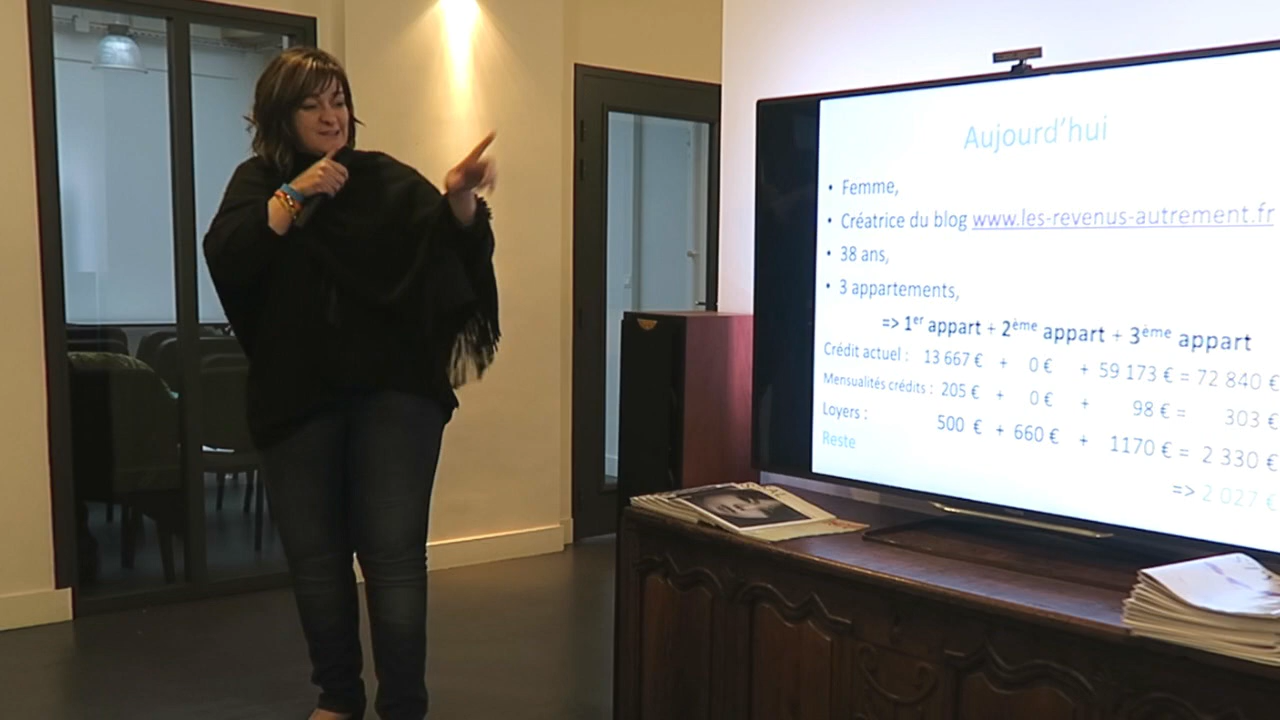 Aujourd'hui
• Femme,
• Créatrice du blog www.les-revenus-autrement.fr
• 38 ans,
• 3 appartements,
=> 1er appart + 2ème appart + 3ème appart
Crédit actuel : 13 667 € + 0 € + 59 173 € = 72 840 €
Mensualités crédits : 205 € + 0 € + 98 € = 303 €
Loyers : 500 € + 660 € + 1170 € = 2 330 €
Reste => 2 027 €